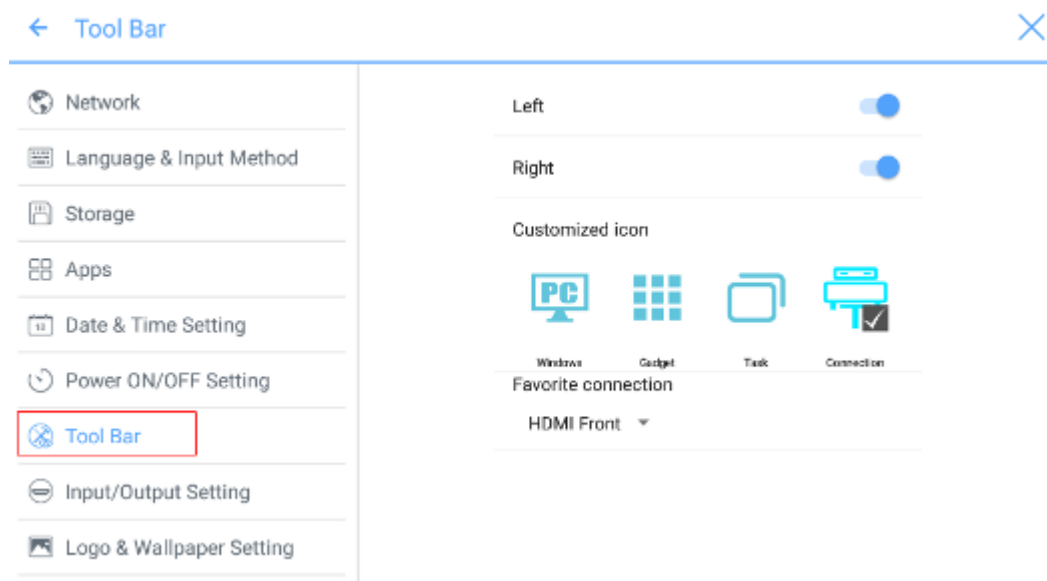 Tool Bar
Network
Language & Input Method
Storage
Apps
Date & Time Setting
Power ON/OFF Setting
Tool Bar
Input/Output Setting
Logo & Wallpaper Setting
Left
Right
Customized icon
PC
Windows Gadget Task Connection
Favorite connection
HDMI Front